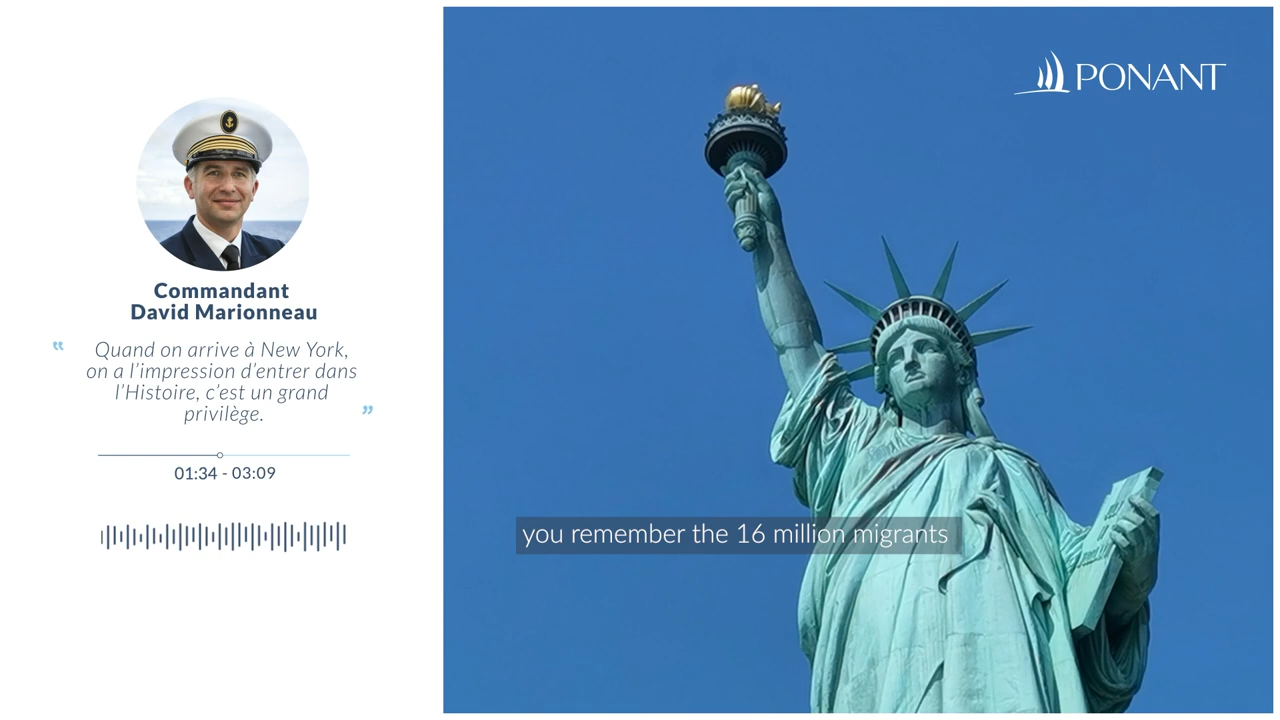 PONANT
Commandant
David Marionneau
" Quand on arrive à New York,
on a l'impression d'entrer dans
l'Histoire, c'est un grand
privilège. "
01:34 - 03:09
you remember the 16 million migrants